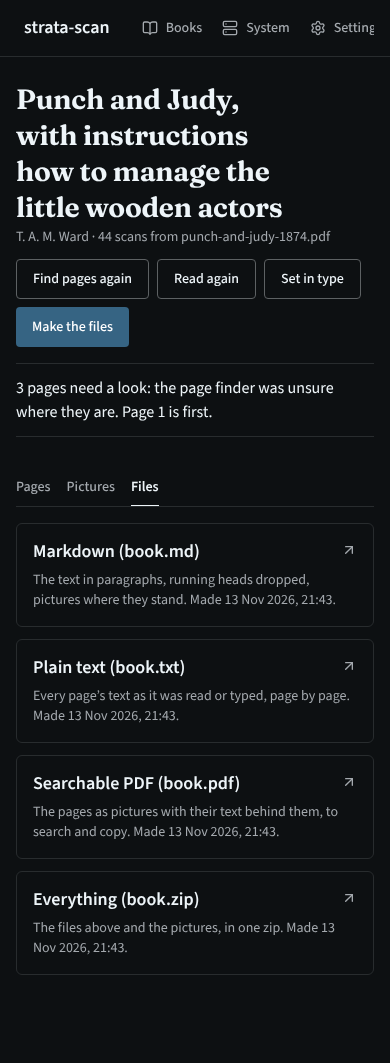 strata-scan Books System Setting
Punch and Judy,
with instructions
how to manage the
little wooden actors
T. A. M. Ward · 44 scans from punch-and-judy-1874.pdf
Find pages again Read again Set in type
Make the files
3 pages need a look: the page finder was unsure
where they are. Page 1 is first.
Pages Pictures Files
Markdown (book.md)
The text in paragraphs, running heads dropped,
pictures where they stand. Made 13 Nov 2026, 21:43.
Plain text (book.txt)
Every page’s text as it was read or typed, page by page.
Made 13 Nov 2026, 21:43.
Searchable PDF (book.pdf)
The pages as pictures with their text behind them, to
search and copy. Made 13 Nov 2026, 21:43.
Everything (book.zip)
The files above and the pictures, in one zip. Made 13
Nov 2026, 21:43.